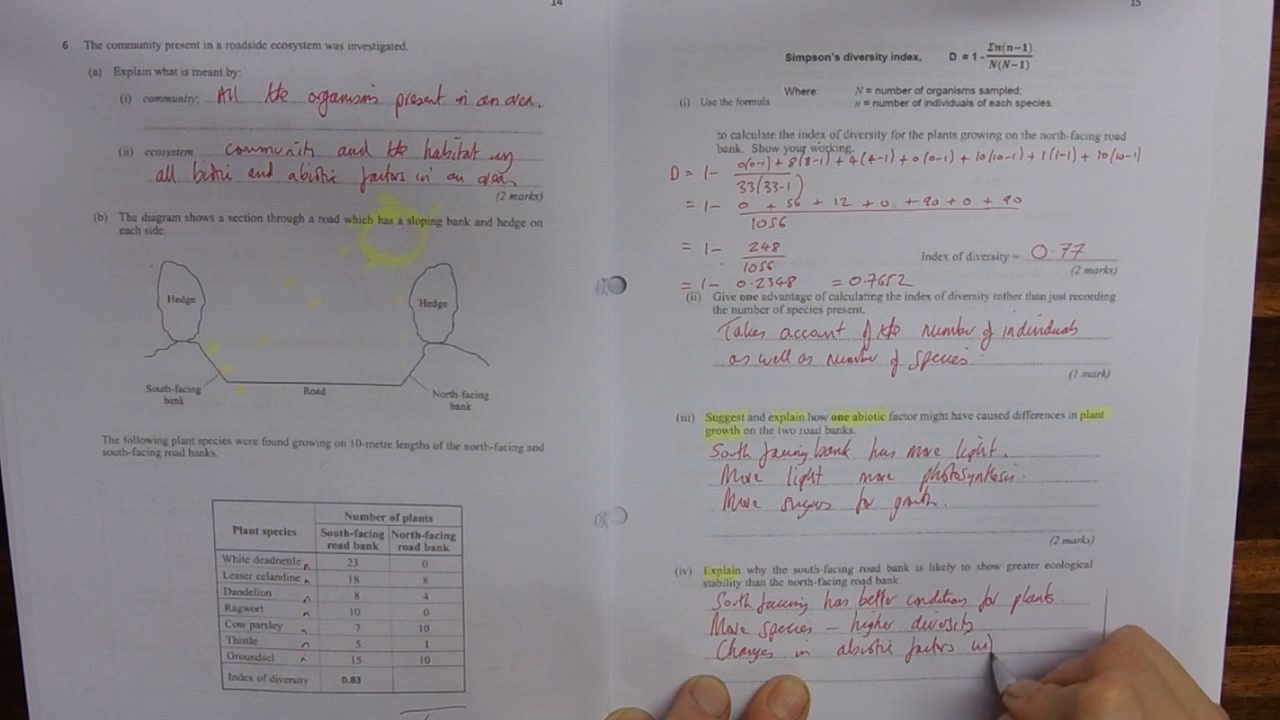 14
6 The community present in a roadside ecosystem was investigated.
(a) Explain what is meant by:
(i) community; All the organisms present in an area.
(ii) ecosystem community and the habitat
all biotic and abiotic factors in an area
(2 marks)
(b) The diagram shows a section through a road which has a sloping bank and hedge on
each side.
Hedge
Hedge
South-facing
bank
Road
North-facing
bank
The following plant species were found growing on 10-metre lengths of the north-facing and
south-facing road banks.
Plant species Number of plants
South-facing road bank North-facing road bank
White deadnettle 23 0
Lesser celandine 18 8
Dandelion 8 4
Ragwort 10 0
Cow parsley 7 10
Thistle 5 1
Groundsel 15 10
Index of diversity 0.83
15
Simpson's diversity index, D = 1 - Σn(n−1) / N(N−1)
Where: N = number of organisms sampled;
(i) Use the formula n = number of individuals of each species.
to calculate the index of diversity for the plants growing on the north-facing road
bank. Show your working.
D = 1 - 0(0-1) + 8(8-1) + 4(4-1) + 0(0-1) + 10(10-1) + 1(1-1) + 10(10-1)
33(33-1)
= 1 - 0 + 56 + 12 + 0 + 90 + 0 + 90
1056
= 1 - 248
1056
Index of diversity = 0.77
(2 marks)
= 1 - 0.2348 = 0.7652
(ii) Give one advantage of calculating the index of diversity rather than just recording
the number of species present.
Takes account of the number of individuals
as well as number of species
(1 mark)
(iii) Suggest and explain how one abiotic factor might have caused differences in plant
growth on the two road banks.
South facing bank has more light.
More light more photosynthesis.
More sugars for growth.
(2 marks)
(iv) Explain why the south-facing road bank is likely to show greater ecological
stability than the north-facing road bank.
South faceing has better conditions for plants.
More species - higher diversity
Changes in abiotic factors wil